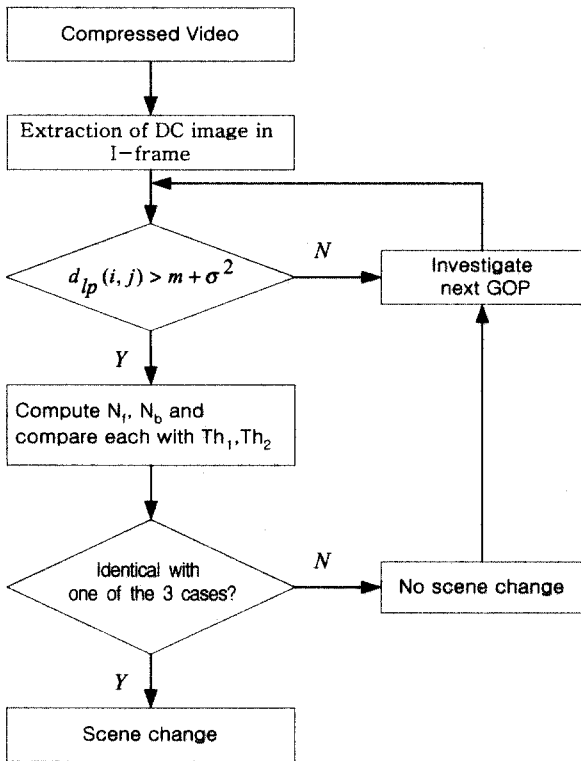 Compressed Video
Extraction of DC image in
I-frame
d_lp (i, j) > m + σ^2
N
Investigate
next GOP
Y
Compute N_f, N_b and
compare each with Th_1,Th_2
Identical with
one of the 3 cases?
N
No scene change
Y
Scene change